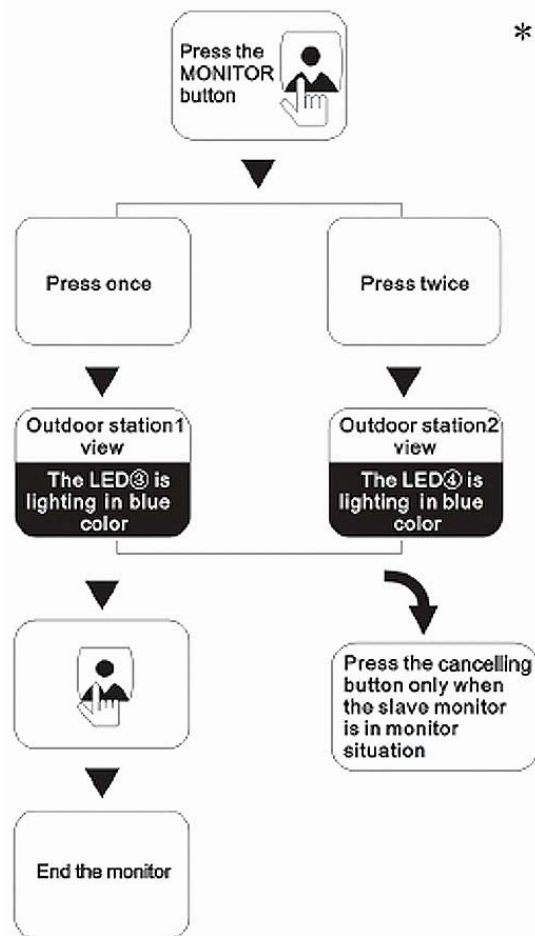 *
Press the
MONITOR
button
Press once
Press twice
Outdoor station1
view
The LED③ is
lighting in blue
color
Outdoor station2
view
The LED④ is
lighting in blue
color
Press the cancelling
button only when
the slave monitor
is in monitor
situation
End the monitor